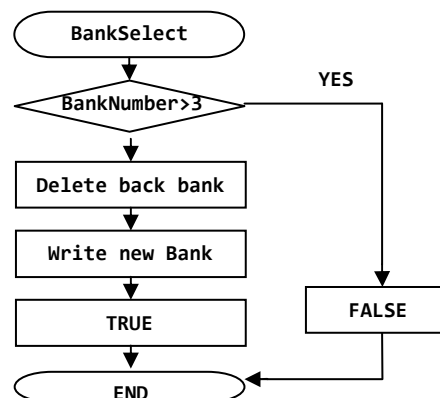 BankSelect
YES
BankNumber>3
Delete back bank
Write new Bank
TRUE
FALSE
END